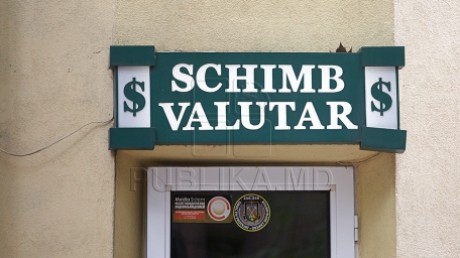 SCHIMB
$ $
VALUTAR
PUBLIKA.MD